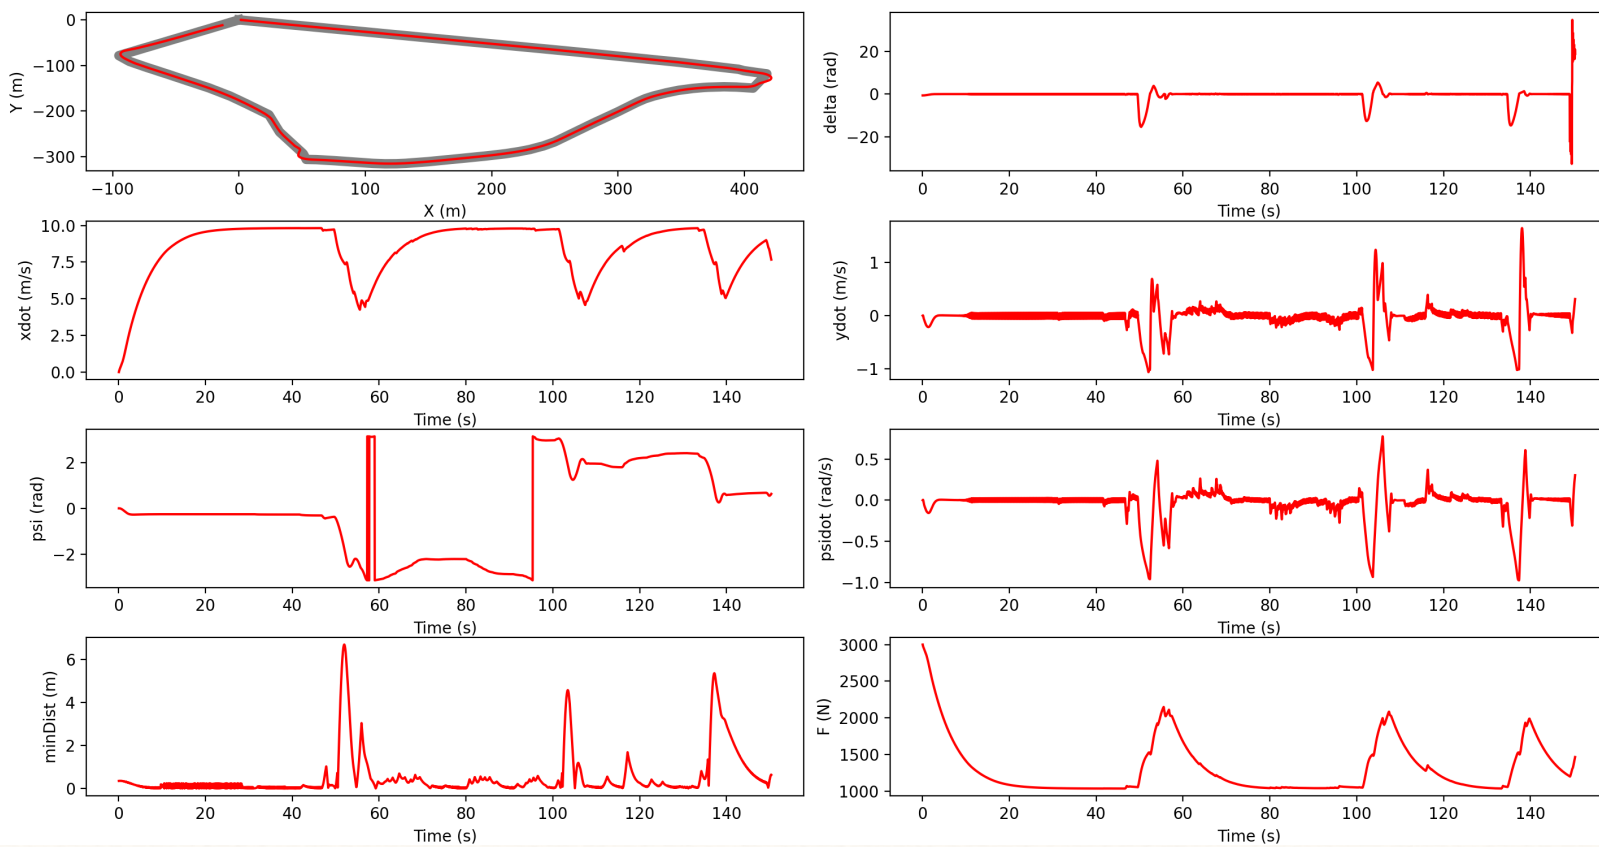 0
−100
−200
−300
Y (m)
−100 0 100 200 300 400
X (m)
20
0
−20
delta (rad)
0 20 40 60 80 100 120 140
Time (s)
10.0
7.5
5.0
2.5
0.0
xdot (m/s)
0 20 40 60 80 100 120 140
Time (s)
1
0
−1
ydot (m/s)
0 20 40 60 80 100 120 140
Time (s)
2
0
−2
psi (rad)
0 20 40 60 80 100 120 140
Time (s)
0.5
0.0
−0.5
−1.0
psidot (rad/s)
0 20 40 60 80 100 120 140
Time (s)
6
4
2
0
minDist (m)
0 20 40 60 80 100 120 140
Time (s)
3000
2500
2000
1500
1000
F (N)
0 20 40 60 80 100 120 140
Time (s)